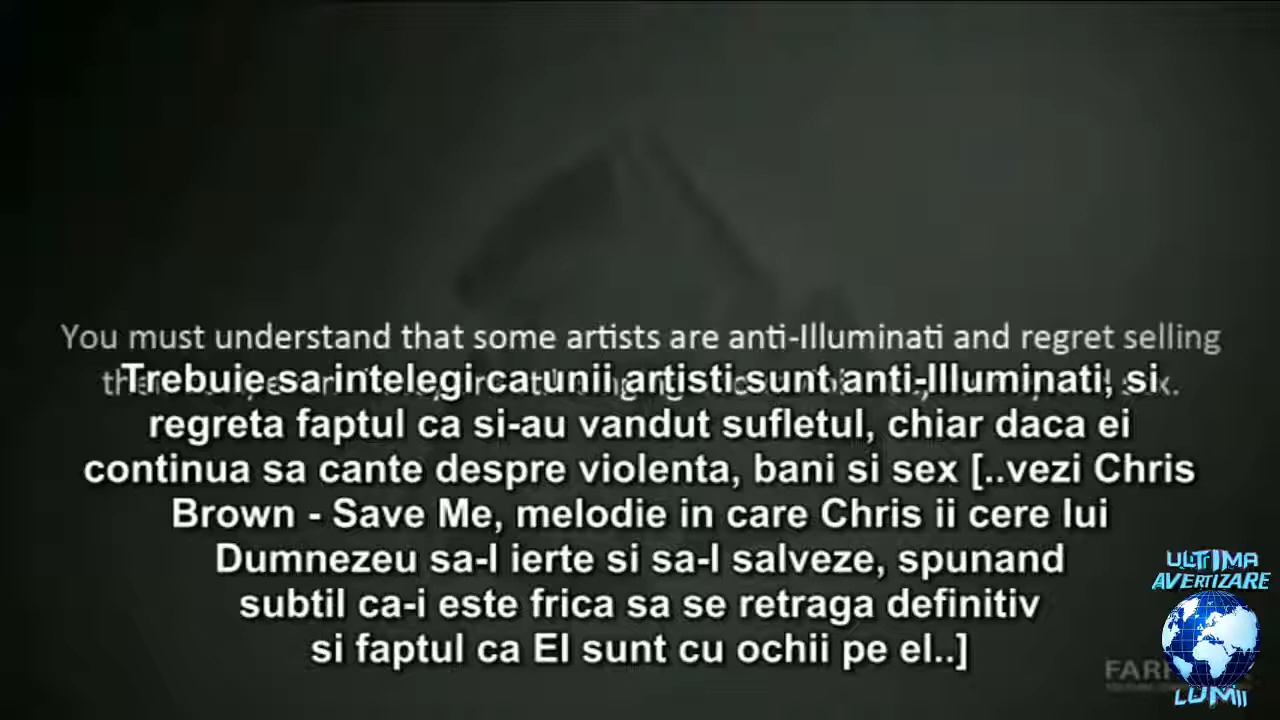 You must understand that some artists are anti-Illuminati and regret selling
Trebuie sa intelegi ca unii artisti sunt anti-Illuminati, si
regreta faptul ca si-au vandut sufletul, chiar daca ei
continua sa cante despre violenta, bani si sex [..vezi Chris
Brown - Save Me, melodie in care Chris ii cere lui
Dumnezeu sa-l ierte si sa-l salveze, spunand
subtil ca-i este frica sa se retraga definitiv
si faptul ca EI sunt cu ochii pe el..]
ULTIMA
AVERTIZARE
LUMII